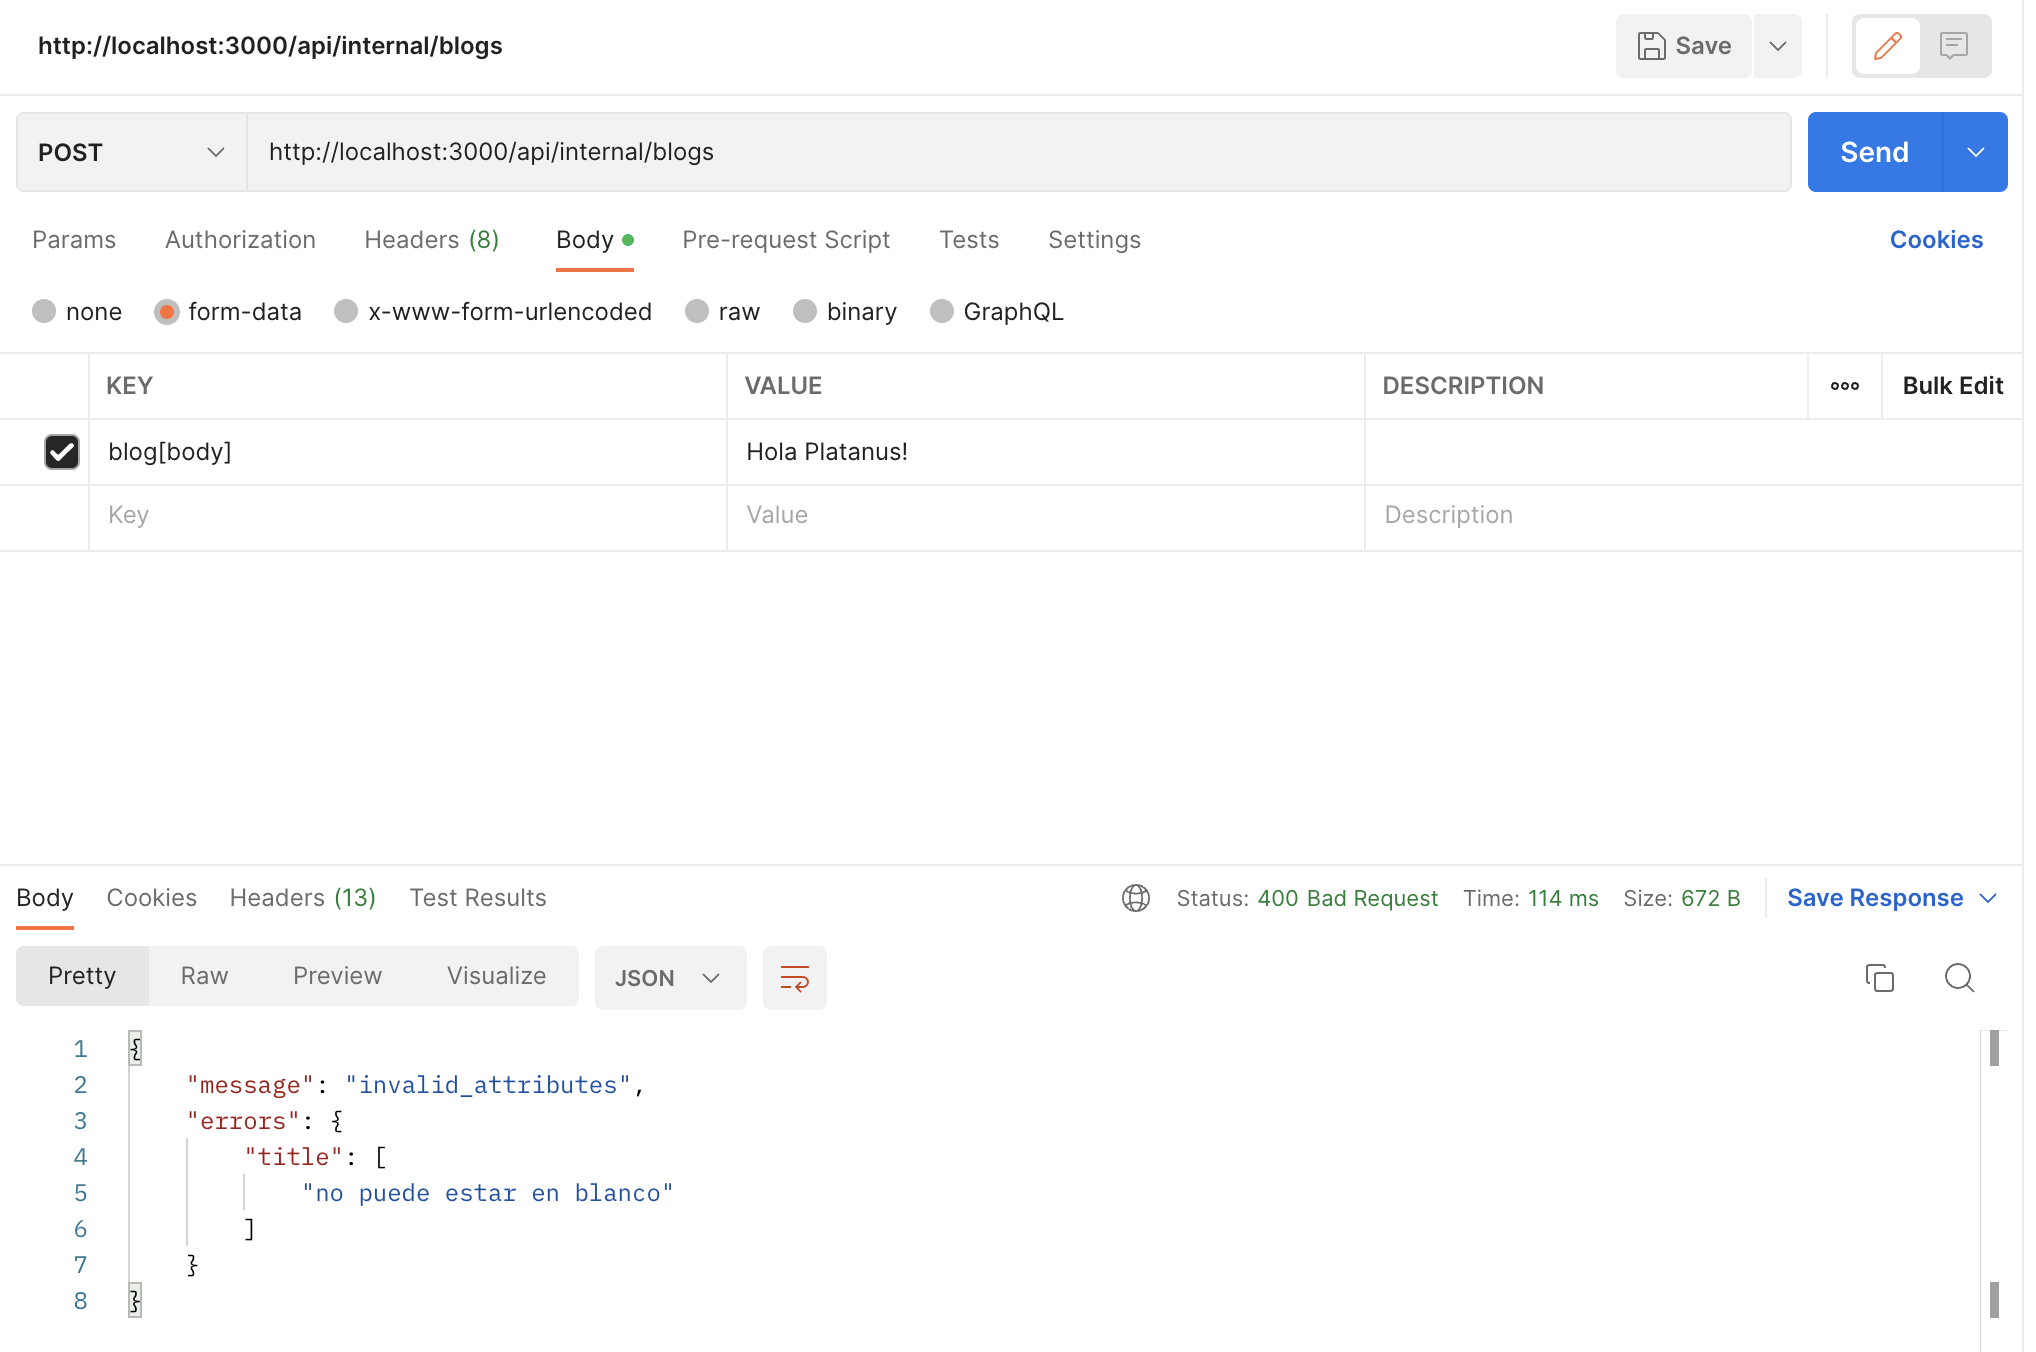 http://localhost:3000/api/internal/blogs Save
POST http://localhost:3000/api/internal/blogs Send
Params Authorization Headers (8) Body Pre-request Script Tests Settings Cookies
none form-data x-www-form-urlencoded raw binary GraphQL
KEY VALUE DESCRIPTION Bulk Edit
blog[body] Hola Platanus!
Key Value Description
Body Cookies Headers (13) Test Results Status: 400 Bad Request Time: 114 ms Size: 672 B Save Response
Pretty Raw Preview Visualize JSON
1 {
2 "message": "invalid_attributes",
3 "errors": {
4 "title": [
5 "no puede estar en blanco"
6 ]
7 }
8 }